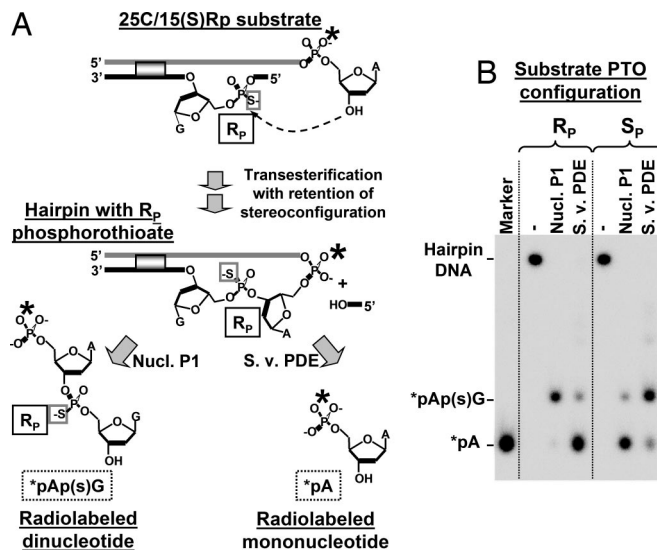 A
25C/15(S)Rp substrate
*
O O-
P
O O
5'
3'
5'
O
O
P
S-
O
A
O
OH
G
RP
Transesterification
with retention of
stereoconfiguration
Hairpin with RP
phosphorothioate
*
5'
3'
-S
O
P
+
HO 5'
G
RP
A
*
Nucl. P1
S. v. PDE
*
A
A
RP
-S
G
OH
OH
*pAp(s)G
*pA
Radiolabeled
dinucleotide
Radiolabeled
mononucleotide
B
Substrate PTO
configuration
RP
SP
Marker
-
Nucl. P1
S. v. PDE
-
Nucl. P1
S. v. PDE
Hairpin
DNA
*pAp(s)G
*pA